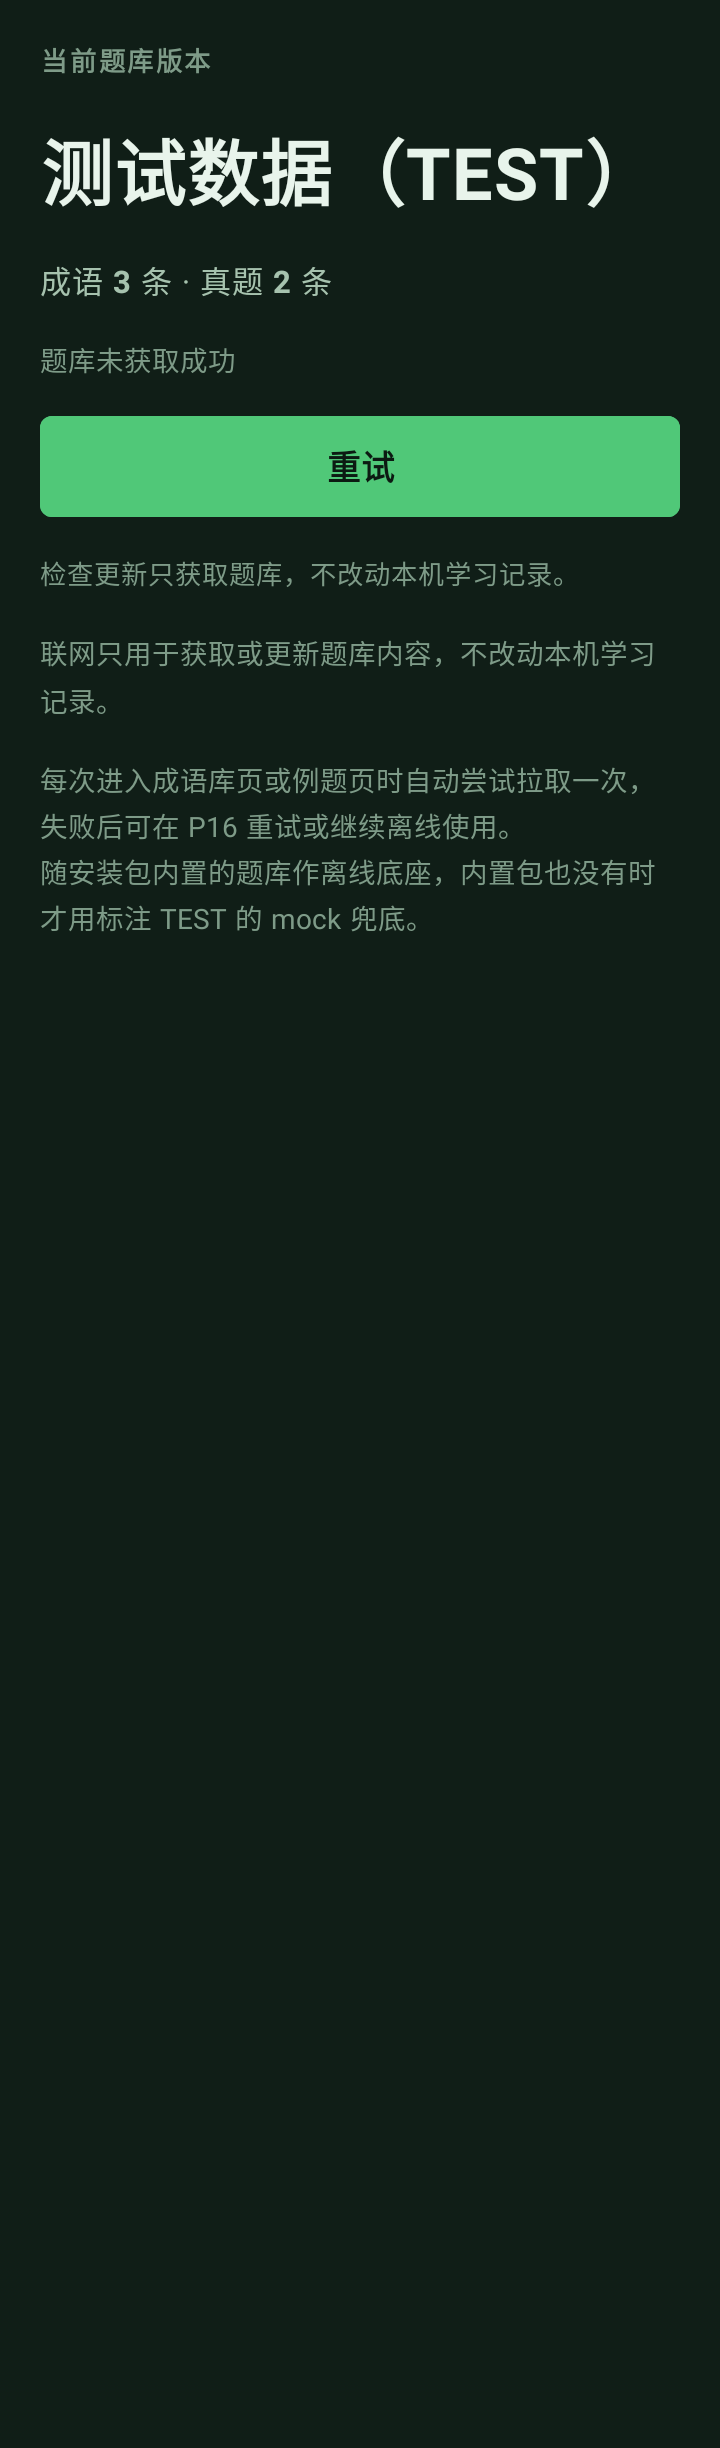 当前题库版本
测试数据（TEST）
成语 3 条 · 真题 2 条
题库未获取成功
重试
检查更新只获取题库，不改动本机学习记录。
联网只用于获取或更新题库内容，不改动本机学习
记录。
每次进入成语库页或例题页时自动尝试拉取一次，
失败后可在 P16 重试或继续离线使用。
随安装包内置的题库作离线底座，内置包也没有时
才用标注 TEST 的 mock 兜底。